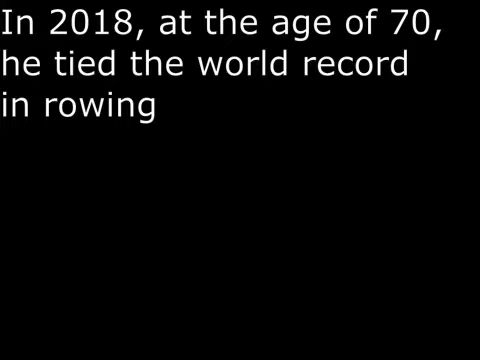 In 2018, at the age of 70,
he tied the world record
in rowing